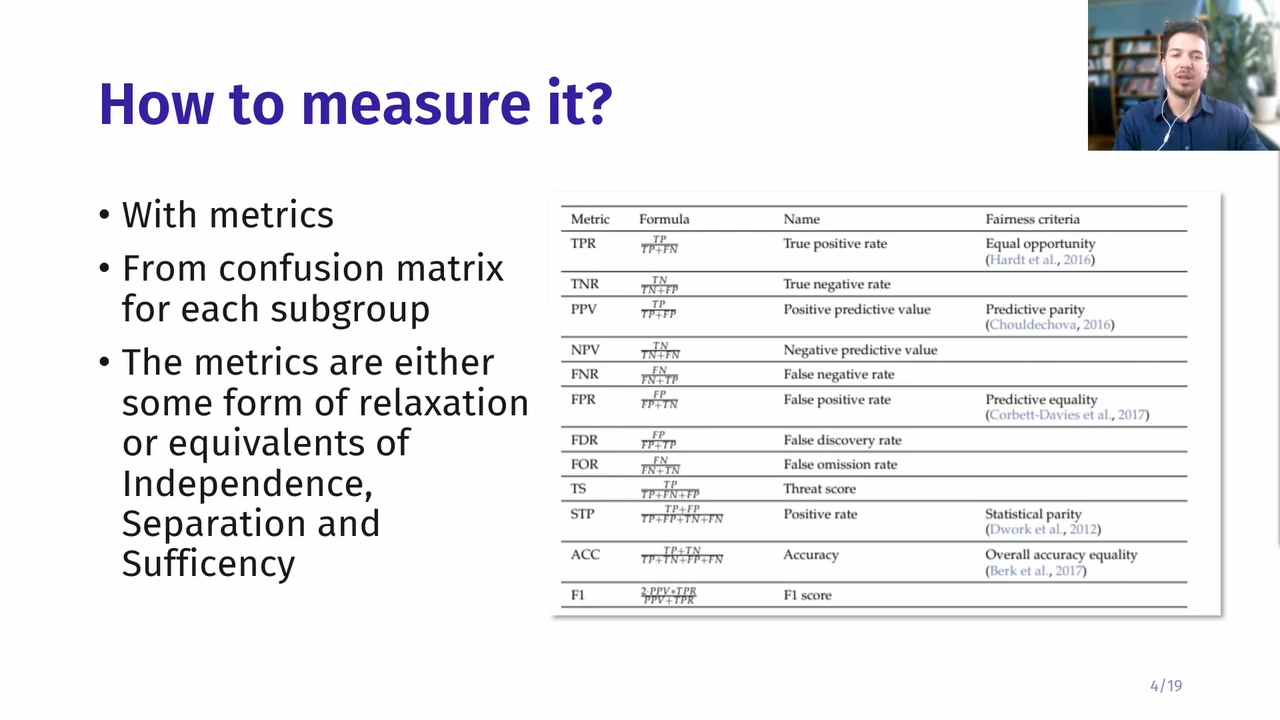 How to measure it?
• With metrics
• From confusion matrix
for each subgroup
• The metrics are either
some form of relaxation
or equivalents of
Independence,
Separation and
Sufficency
Metric Formula Name Fairness criteria
TPR TP/TP+FN True positive rate Equal opportunity
(Hardt et al., 2016)
TNR TN/TN+FP True negative rate
PPV TP/TP+FP Positive predictive value Predictive parity
(Chouldechova, 2016)
NPV TN/TN+FN Negative predictive value
FNR FN/FN+TP False negative rate
FPR FP/FP+TN False positive rate Predictive equality
(Corbett-Davies et al., 2017)
FDR FP/FP+TP False discovery rate
FOR FN/FN+TN False omission rate
TS TP/TP+FN+FP Threat score
STP TP+FP/TP+FP+TN+FN Positive rate Statistical parity
(Dwork et al., 2012)
ACC TP+TN/TP+TN+FP+FN Accuracy Overall accuracy equality
(Berk et al., 2017)
F1 2·PPV*TPR/PPV+TPR F1 score
4/19